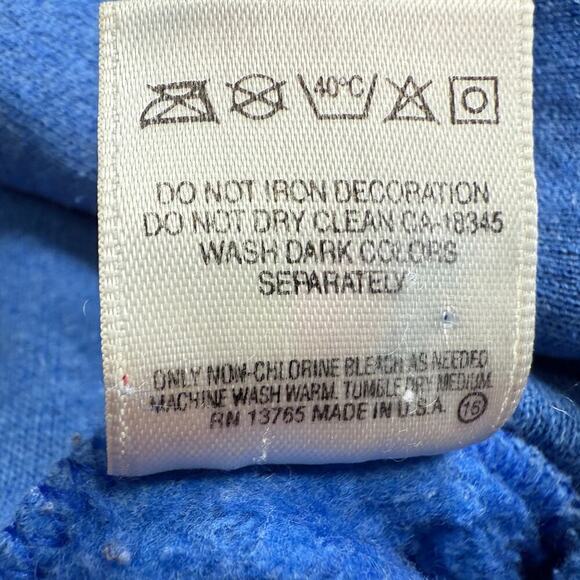 40°C
DO NOT IRON DECORATION
DO NOT DRY CLEAN CA-18345
WASH DARK COLORS
SEPARATELY
ONLY NON-CHLORINE BLEACH AS NEEDED.
MACHINE WASH WARM. TUMBLE DRY MEDIUM.
RN 13765 MADE IN U.S.A. 16